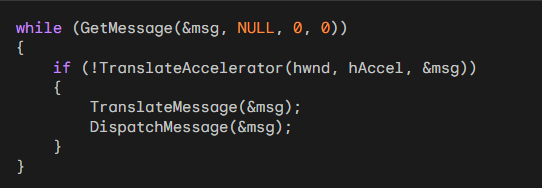 while (GetMessage(&msg, NULL, 0, 0))
{
    if (!TranslateAccelerator(hwnd, hAccel, &msg))
    {
        TranslateMessage(&msg);
        DispatchMessage(&msg);
    }
}